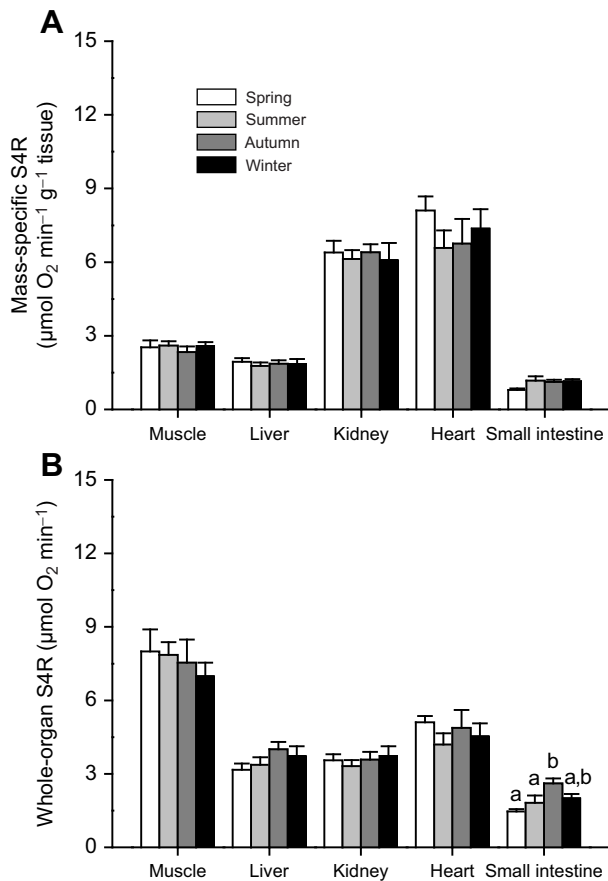 A
15
12
9
6
3
0
Mass-specific S4R
(µmol O₂ min⁻¹ g⁻¹ tissue)
Spring
Summer
Autumn
Winter
Muscle Liver Kidney Heart Small intestine
B
15
12
9
6
3
0
Whole-organ S4R (µmol O₂ min⁻¹)
a a b a,b
Muscle Liver Kidney Heart Small intestine